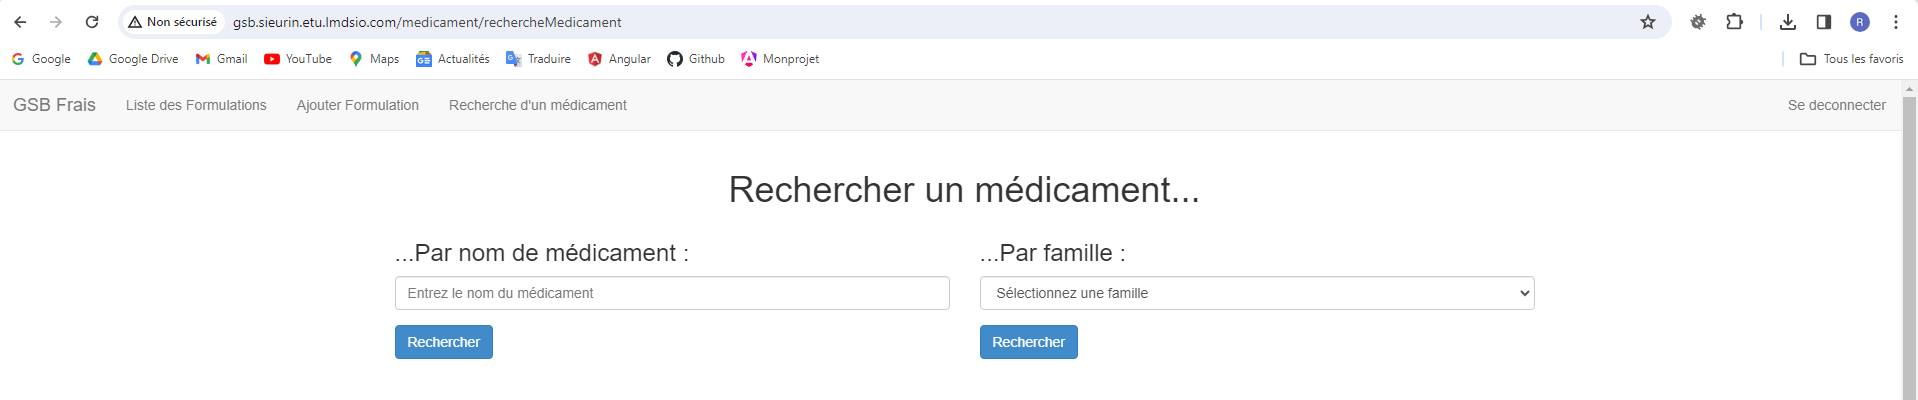 Non sécurisé gsb.sieurin.etu.lmdsio.com/medicament/rechercheMedicament R
Google Google Drive Gmail YouTube Maps Actualités Traduire Angular Github Monprojet Tous les favoris
GSB Frais Liste des Formulations Ajouter Formulation Recherche d'un médicament Se deconnecter
Rechercher un médicament...
...Par nom de médicament : ...Par famille :
Entrez le nom du médicament Sélectionnez une famille
Rechercher Rechercher